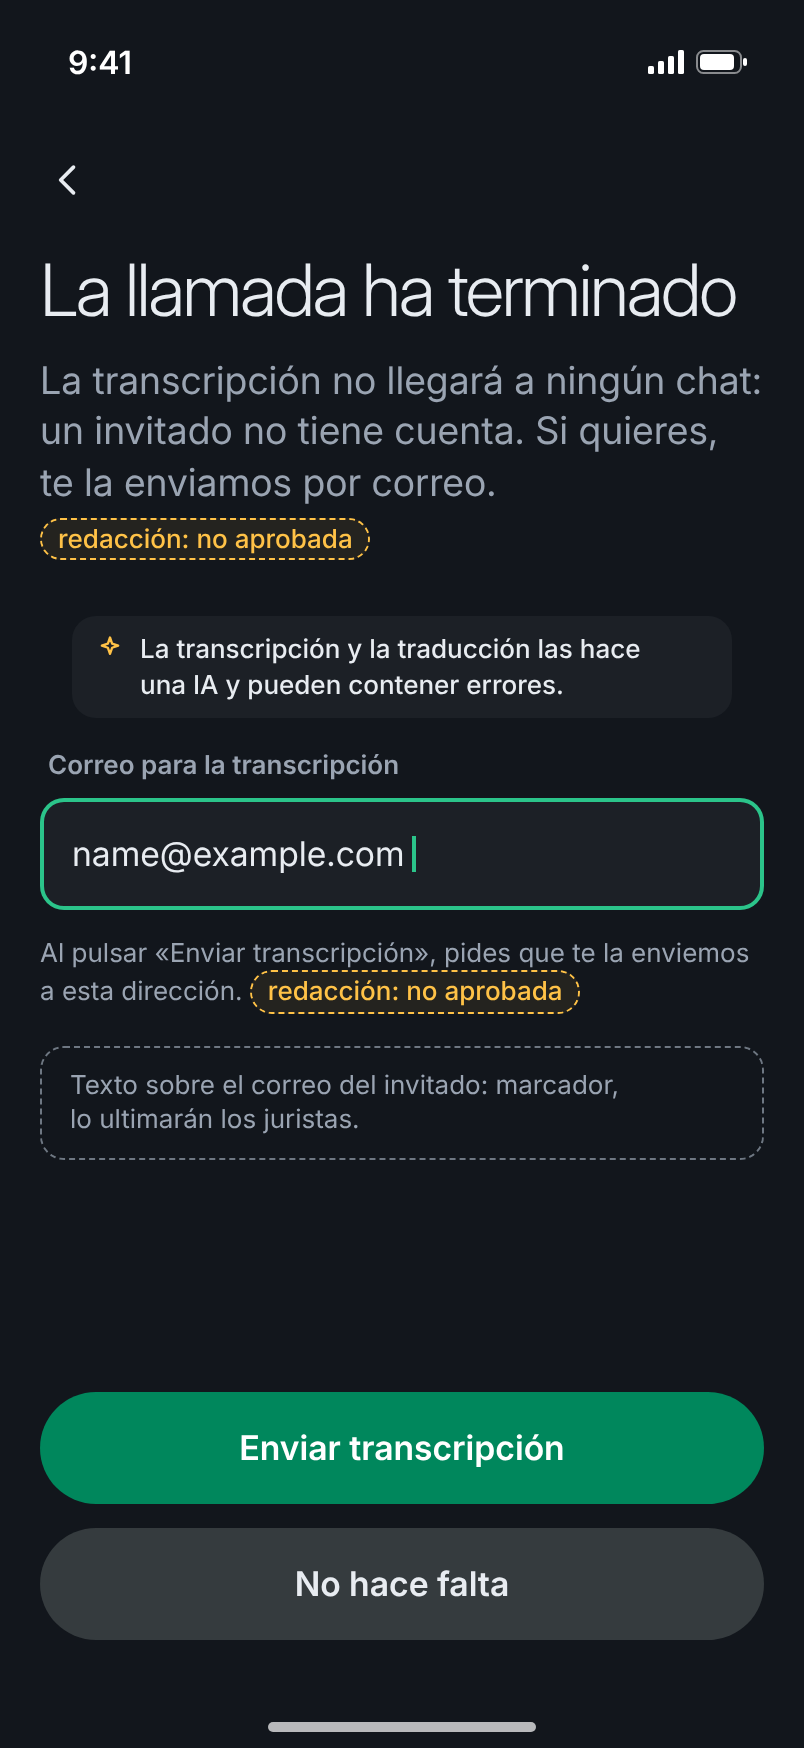 9:41
La llamada ha terminado
La transcripción no llegará a ningún chat:
un invitado no tiene cuenta. Si quieres,
te la enviamos por correo.
redacción: no aprobada
La transcripción y la traducción las hace
una IA y pueden contener errores.
Correo para la transcripción
name@example.com
Al pulsar «Enviar transcripción», pides que te la enviemos
a esta dirección. redacción: no aprobada
Texto sobre el correo del invitado: marcador,
lo ultimarán los juristas.
Enviar transcripción
No hace falta